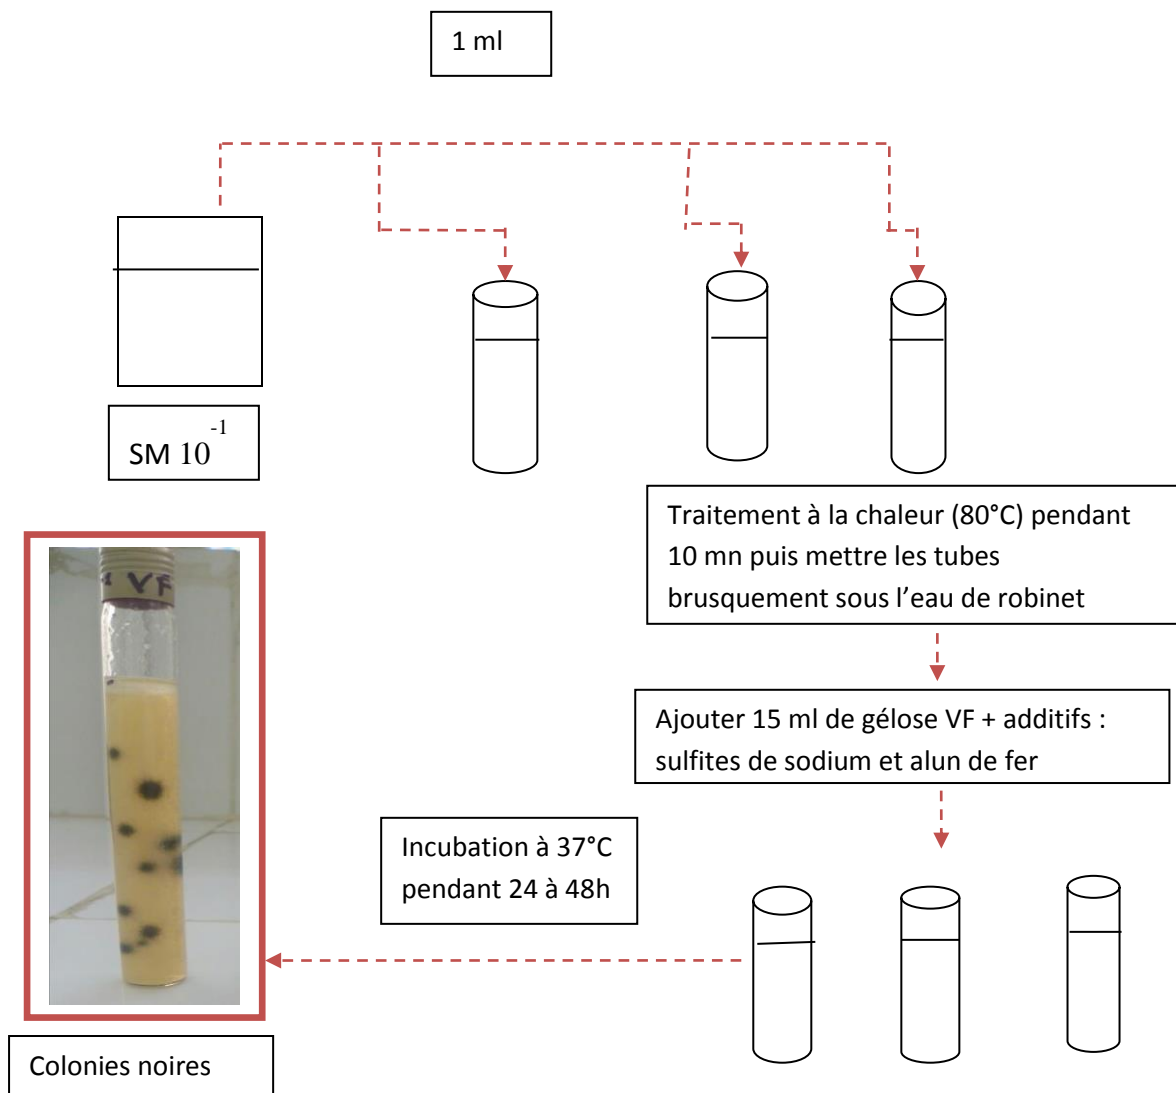 1 ml
SM 10-1
Traitement à la chaleur (80°C) pendant
10 mn puis mettre les tubes
brusquement sous l’eau de robinet
Ajouter 15 ml de gélose VF + additifs :
sulfites de sodium et alun de fer
Incubation à 37°C
pendant 24 à 48h
VF
Colonies noires